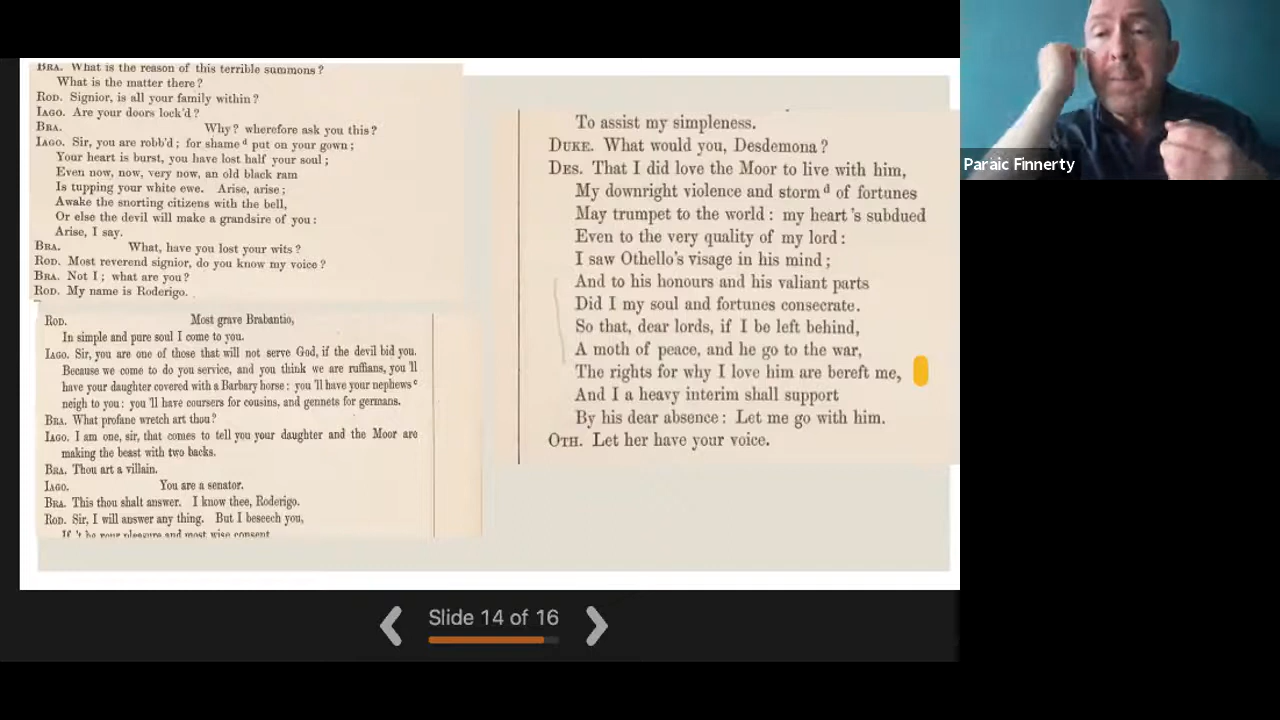 BRA. What is the reason of this terrible summons?
What is the matter there?
ROD. Signior, is all your family within?
IAGO. Are your doors lock'd?
BRA. Why? wherefore ask you this?
IAGO. Sir, you are robb'd; for shame d put on your gown;
Your heart is burst, you have lost half your soul;
Even now, now, very now, an old black ram
Is tupping your white ewe. Arise, arise;
Awake the snorting citizens with the bell,
Or else the devil will make a grandsire of you:
Arise, I say.
BRA. What, have you lost your wits?
ROD. Most reverend signior, do you know my voice?
BRA. Not I; what are you?
ROD. My name is Roderigo.
ROD. Most grave Brabantio,
In simple and pure soul I come to you.
IAGO. Sir, you are one of those that will not serve God, if the devil bid you.
Because we come to do you service, and you think we are ruffians, you'll
have your daughter covered with a Barbary horse: you'll have your nephews c
neigh to you: you'll have coursers for cousins, and gennets for germans.
BRA. What profane wretch art thou?
IAGO. I am one, sir, that comes to tell you your daughter and the Moor are
making the beast with two backs.
BRA. Thou art a villain.
IAGO. You are a senator.
BRA. This thou shalt answer. I know thee, Roderigo.
ROD. Sir, I will answer any thing. But I beseech you,
If 't be your pleasure and most wise consent
To assist my simpleness.
DUKE. What would you, Desdemona?
DES. That I did love the Moor to live with him,
My downright violence and storm d of fortunes
May trumpet to the world: my heart's subdued
Even to the very quality of my lord:
I saw Othello's visage in his mind;
And to his honours and his valiant parts
Did I my soul and fortunes consecrate.
So that, dear lords, if I be left behind,
A moth of peace, and he go to the war,
The rights for why I love him are bereft me,
And I a heavy interim shall support
By his dear absence: Let me go with him.
OTH. Let her have your voice.
Slide 14 of 16
Paraic Finnerty